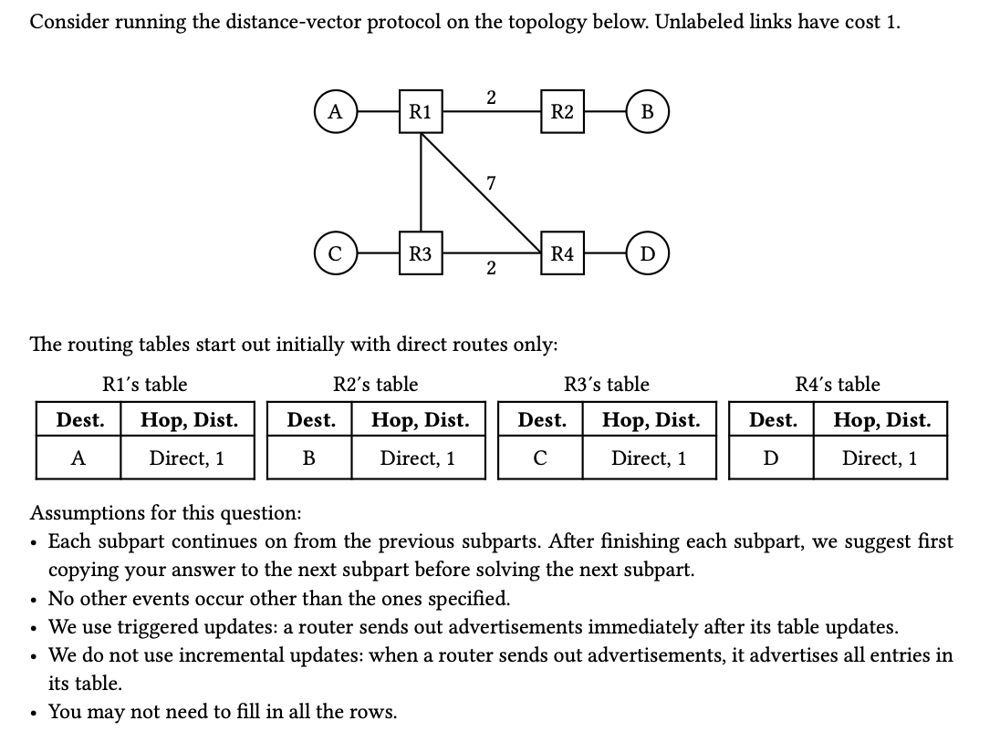 Consider running the distance-vector protocol on the topology below. Unlabeled links have cost 1.
A R1 2 R2 B
7
C R3 2 R4 D
The routing tables start out initially with direct routes only:
R1's table R2's table R3's table R4's table
Dest. Hop, Dist. Dest. Hop, Dist. Dest. Hop, Dist. Dest. Hop, Dist.
A Direct, 1 B Direct, 1 C Direct, 1 D Direct, 1
Assumptions for this question:
• Each subpart continues on from the previous subparts. After finishing each subpart, we suggest first
copying your answer to the next subpart before solving the next subpart.
• No other events occur other than the ones specified.
• We use triggered updates: a router sends out advertisements immediately after its table updates.
• We do not use incremental updates: when a router sends out advertisements, it advertises all entries in
its table.
• You may not need to fill in all the rows.